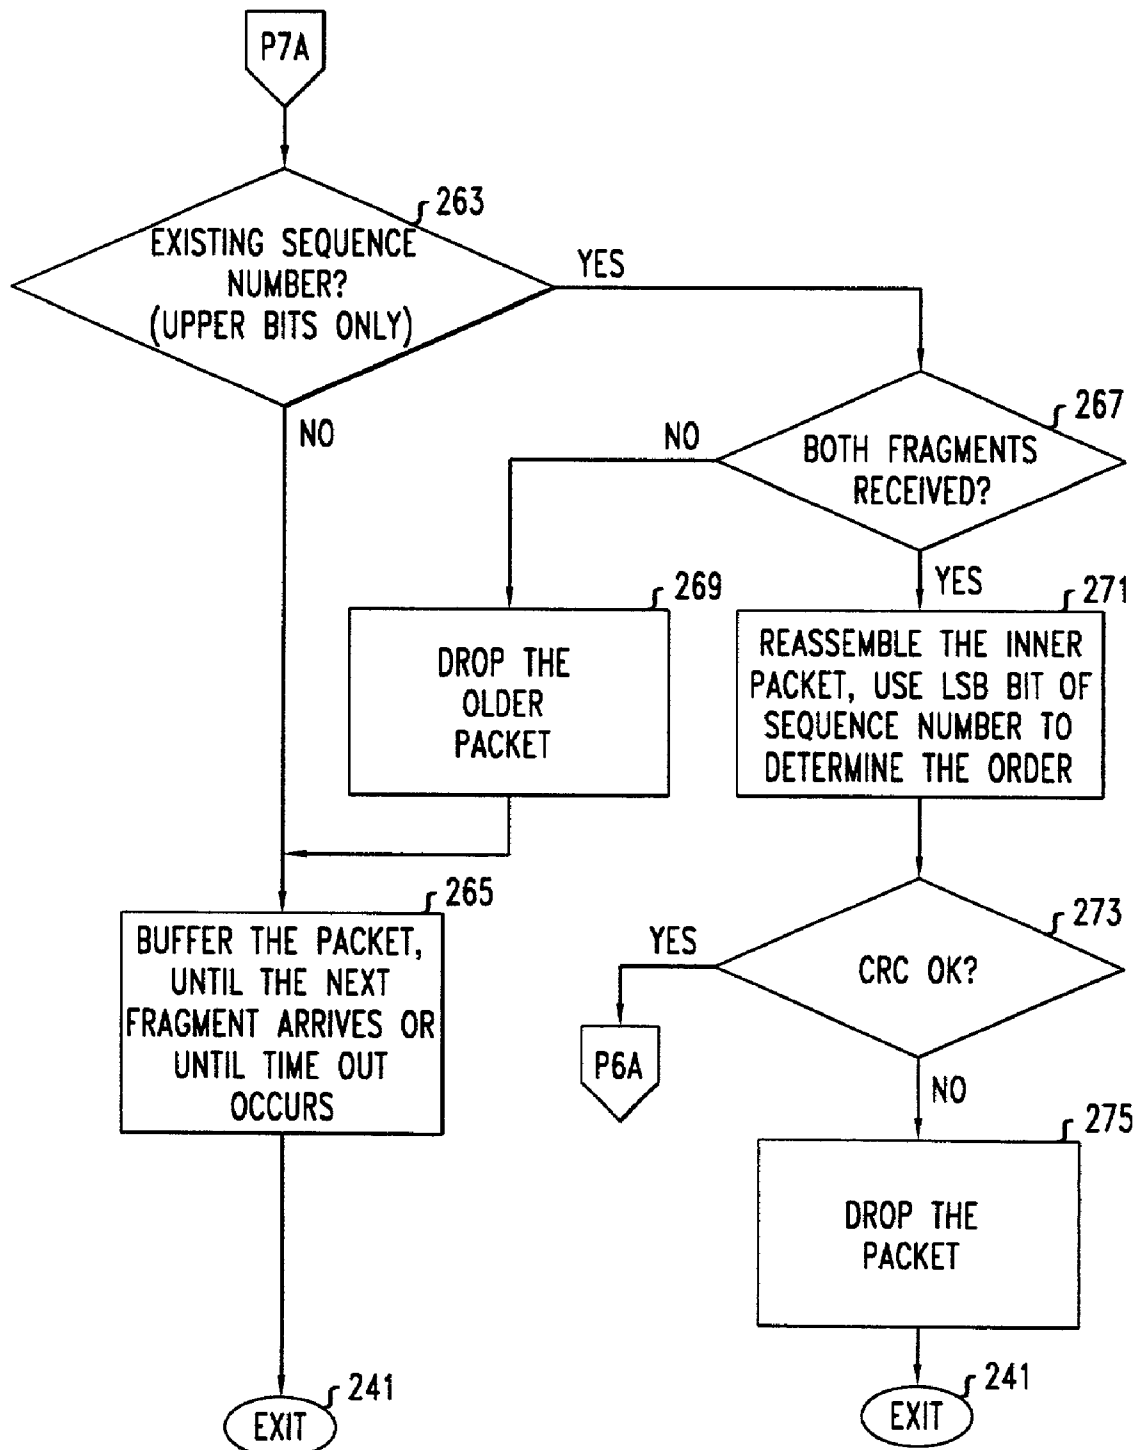 P7A
263
EXISTING SEQUENCE
NUMBER?
(UPPER BITS ONLY)
YES
NO
267
BOTH FRAGMENTS
RECEIVED?
NO
YES
269
DROP THE
OLDER
PACKET
271
REASSEMBLE THE INNER
PACKET, USE LSB BIT OF
SEQUENCE NUMBER TO
DETERMINE THE ORDER
265
BUFFER THE PACKET,
UNTIL THE NEXT
FRAGMENT ARRIVES OR
UNTIL TIME OUT
OCCURS
273
CRC OK?
YES
P6A
NO
275
DROP THE
PACKET
241
EXIT
241
EXIT